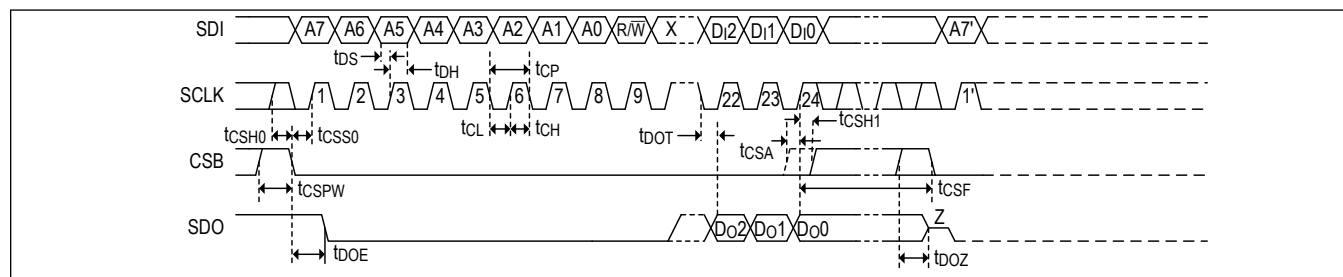 SDI A7 A6 A5 A4 A3 A2 A1 A0 R/W̅ X DI2 DI1 DI0 A7'
tDS tDH tCP
SCLK 1 2 3 4 5 6 7 8 9 22 23 24 1'
tCSH0 tCSS0 tCL tCH tDOT tCSA tCSH1
CSB
tCSPW tCSF
SDO DO2 DO1 DO0 Z
tDOE tDOZ